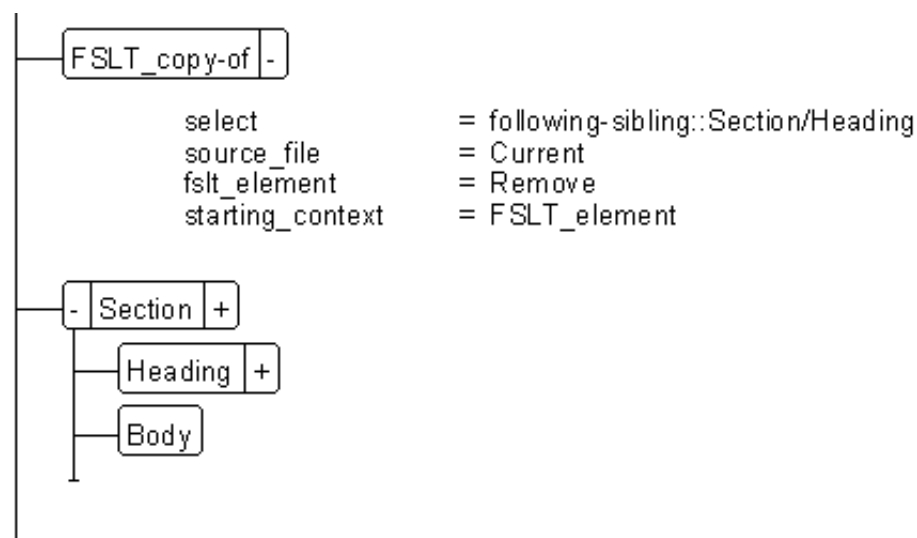 FSLT_copy-of -
select = following-sibling::Section/Heading
source_file = Current
fslt_element = Remove
starting_context = FSLT_element
- Section +
Heading +
Body